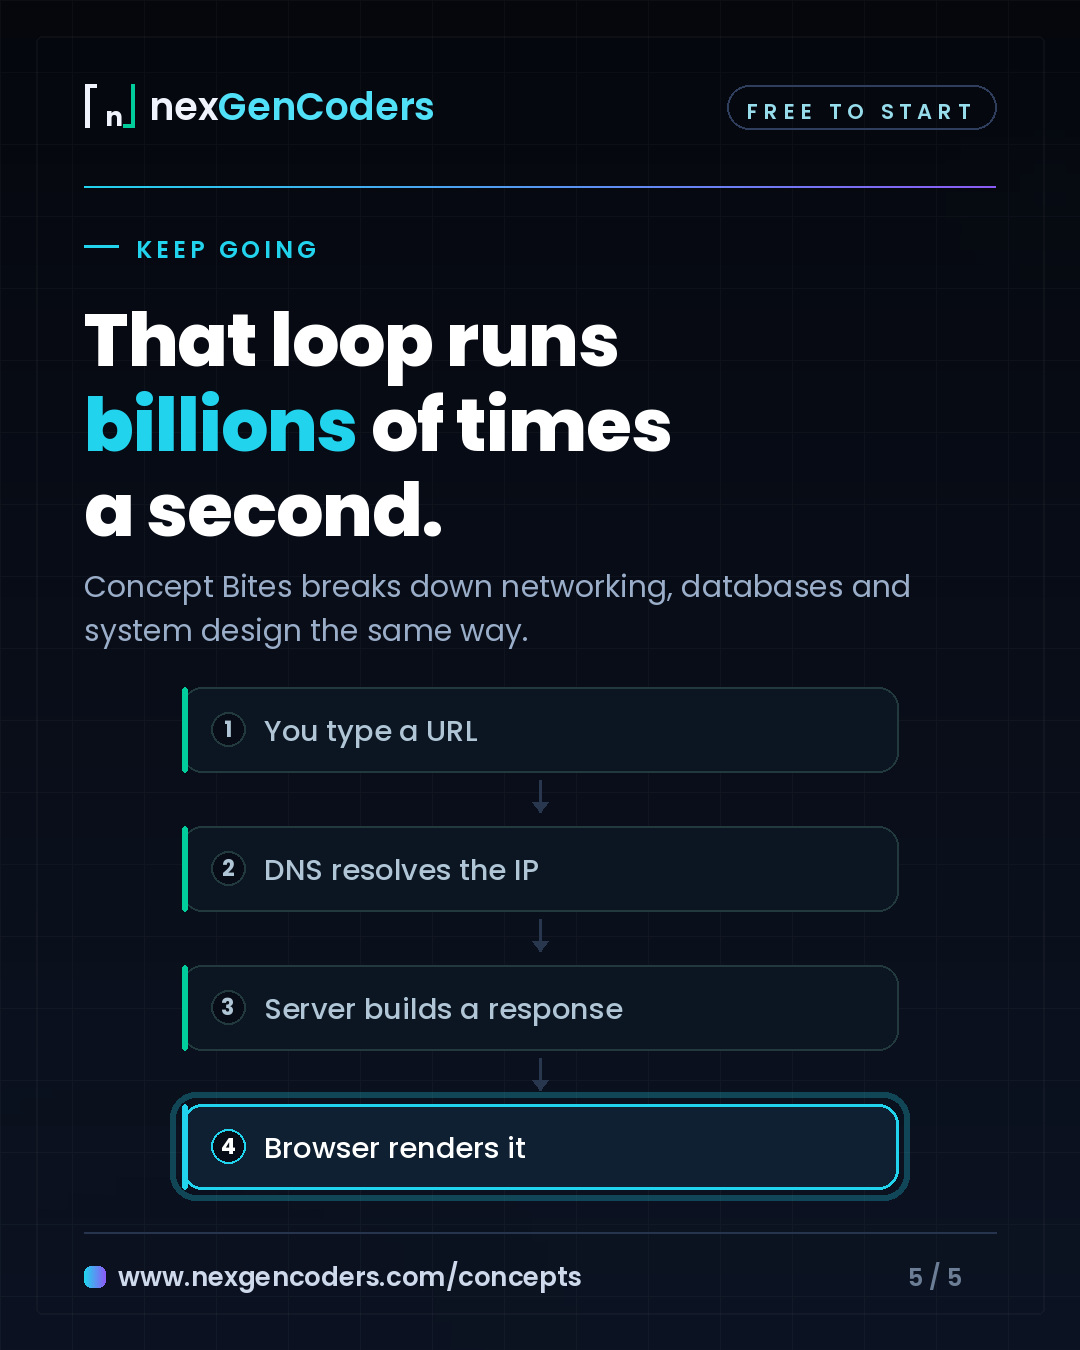 n nexGenCoders
FREE TO START
KEEP GOING
That loop runs
billions of times
a second.
Concept Bites breaks down networking, databases and
system design the same way.
1 You type a URL
2 DNS resolves the IP
3 Server builds a response
4 Browser renders it
www.nexgencoders.com/concepts
5 / 5